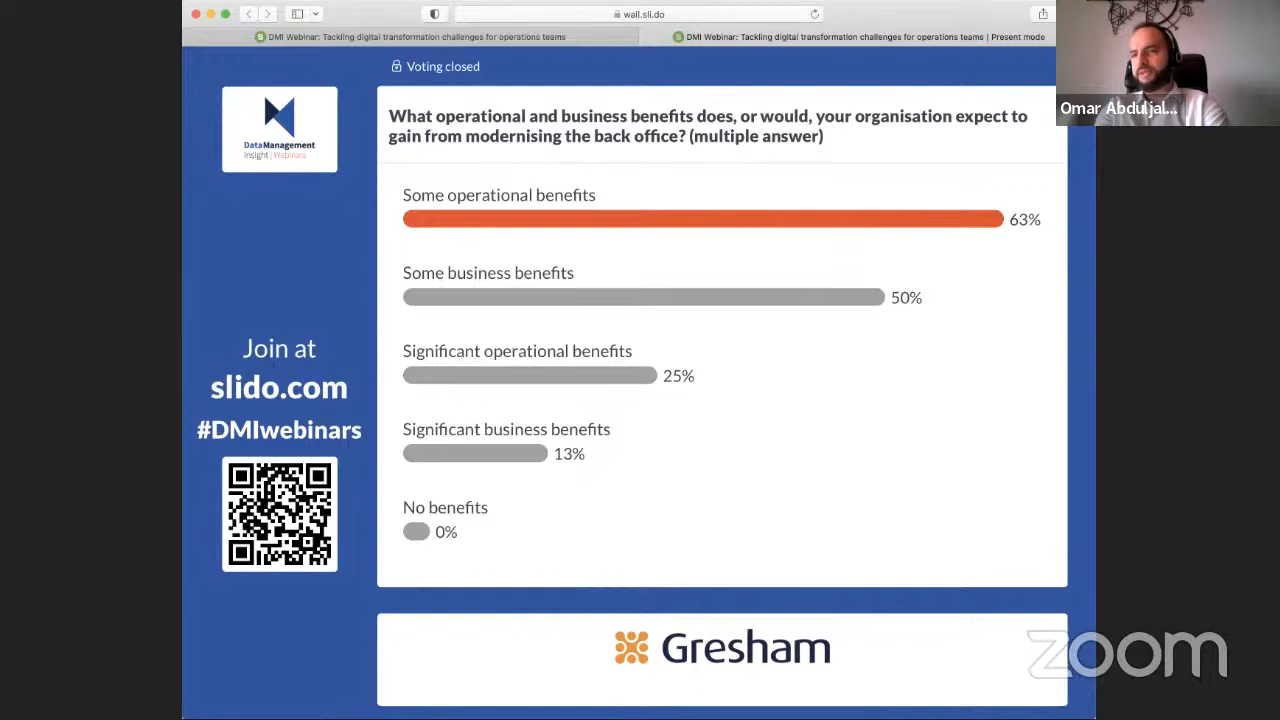 wall.sli.do
DMI Webinar: Tackling digital transformation challenges for operations teams
DMI Webinar: Tackling digital transformation challenges for operations teams | Present mode
Omar Abduljal...
Voting closed
DataManagement
Insight | Webinars
What operational and business benefits does, or would, your organisation expect to
gain from modernising the back office? (multiple answer)
Some operational benefits
63%
Some business benefits
50%
Significant operational benefits
25%
Significant business benefits
13%
No benefits
0%
Join at
slido.com
#DMIwebinars
Gresham
zoom